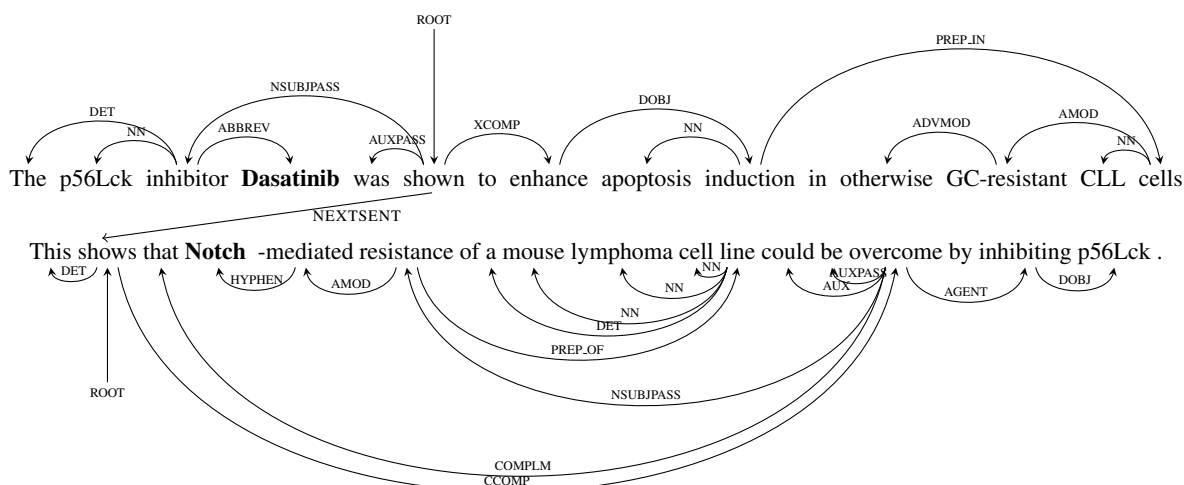 ROOT
PREP_IN
NSUBJPASS
DET NN ABBREV AUXPASS XCOMP DOBJ NN ADVMOD AMOD NN
The p56Lck inhibitor Dasatinib was shown to enhance apoptosis induction in otherwise GC-resistant CLL cells
NEXTSENT
This shows that Notch -mediated resistance of a mouse lymphoma cell line could be overcome by inhibiting p56Lck .
DET HYPHEN AMOD NN AUXPASS DOBJ
NN AUX AGENT
NN
DET
PREP_OF
ROOT NSUBJPASS
COMPLM
CCOMP